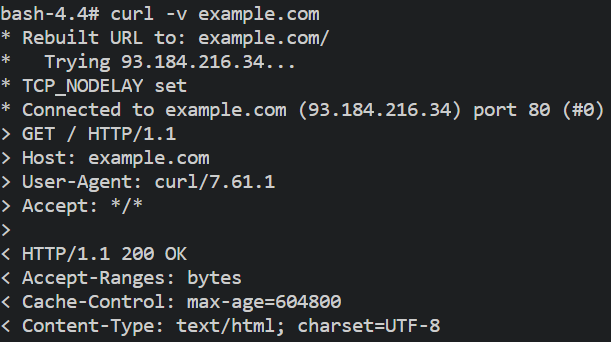 bash-4.4# curl -v example.com
* Rebuilt URL to: example.com/
*   Trying 93.184.216.34...
* TCP_NODELAY set
* Connected to example.com (93.184.216.34) port 80 (#0)
> GET / HTTP/1.1
> Host: example.com
> User-Agent: curl/7.61.1
> Accept: */*
>
< HTTP/1.1 200 OK
< Accept-Ranges: bytes
< Cache-Control: max-age=604800
< Content-Type: text/html; charset=UTF-8